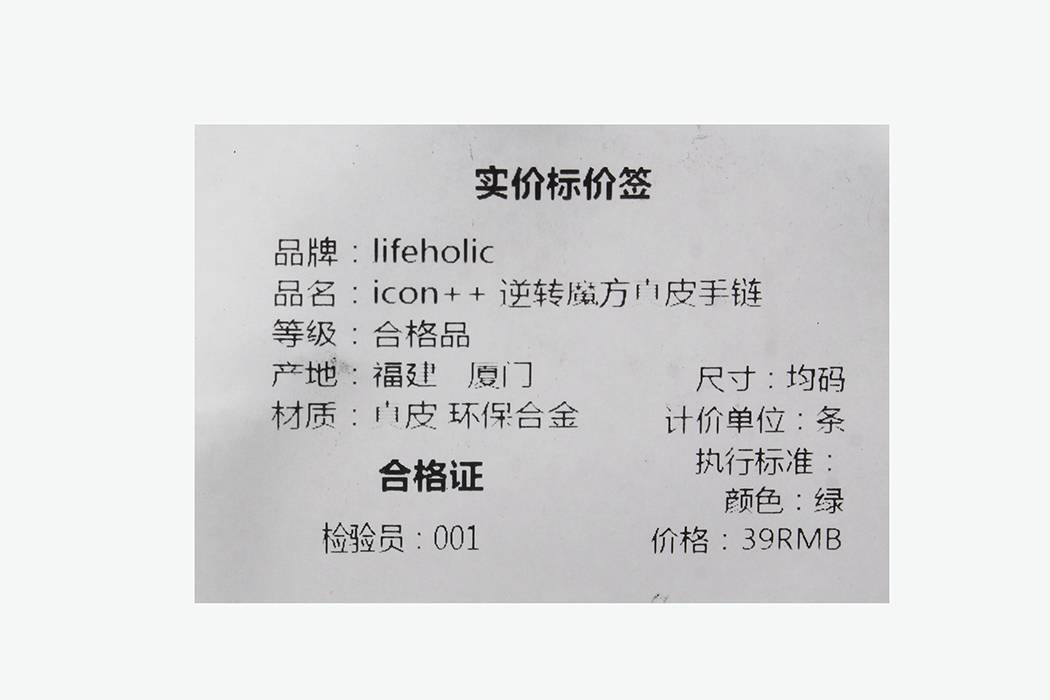 实价标价签
品牌：lifeholic
品名：icon++ 逆转魔方真皮手链
等级：合格品
产地：福建 厦门
尺寸：均码
材质：真皮 环保合金
计价单位：条
执行标准：
合格证
颜色：绿
检验员：001
价格：39RMB